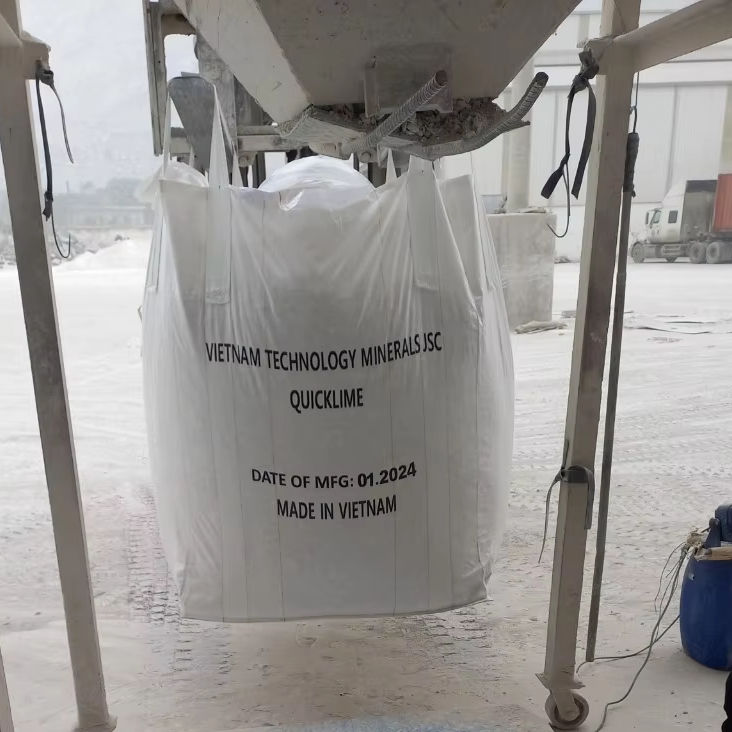 VIETNAM TECHNOLOGY MINERALS JSC
QUICKLIME
DATE OF MFG: 01.2024
MADE IN VIETNAM